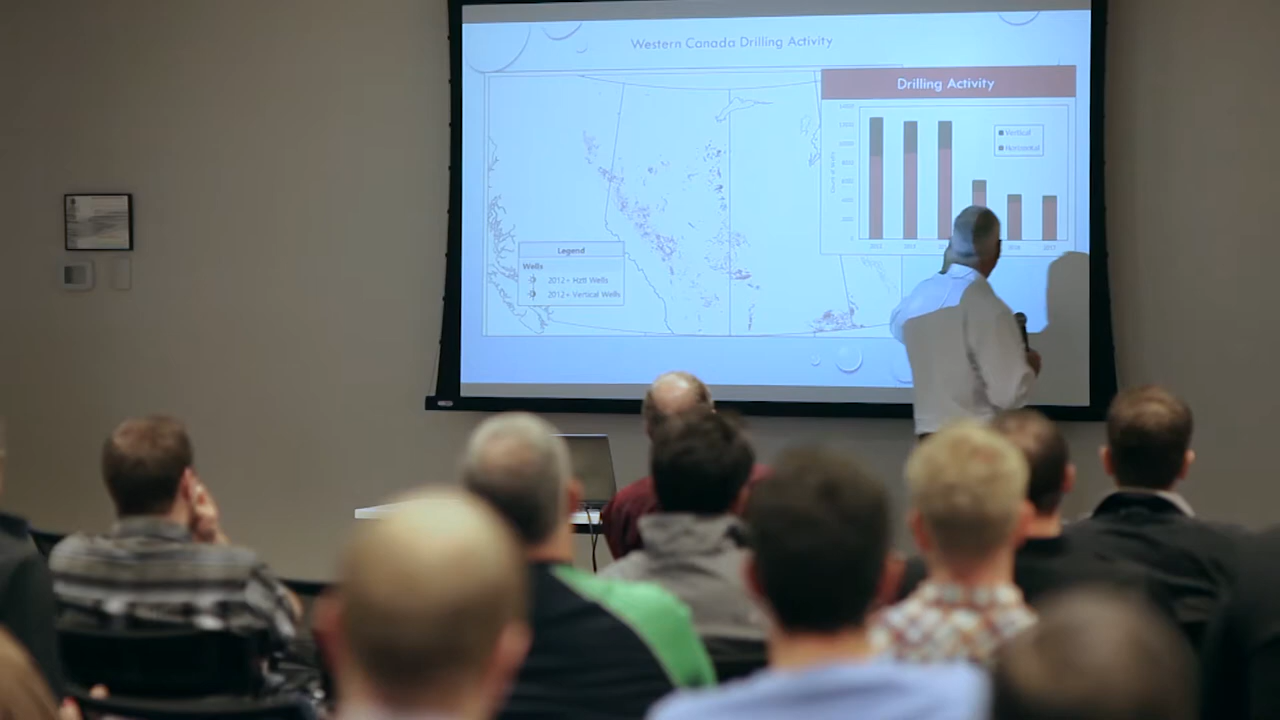 Western Canada Drilling Activity
Drilling Activity
Vertical
Horizontal
Legend
Wells
2012+ Hztl Wells
2012+ Vertical Wells